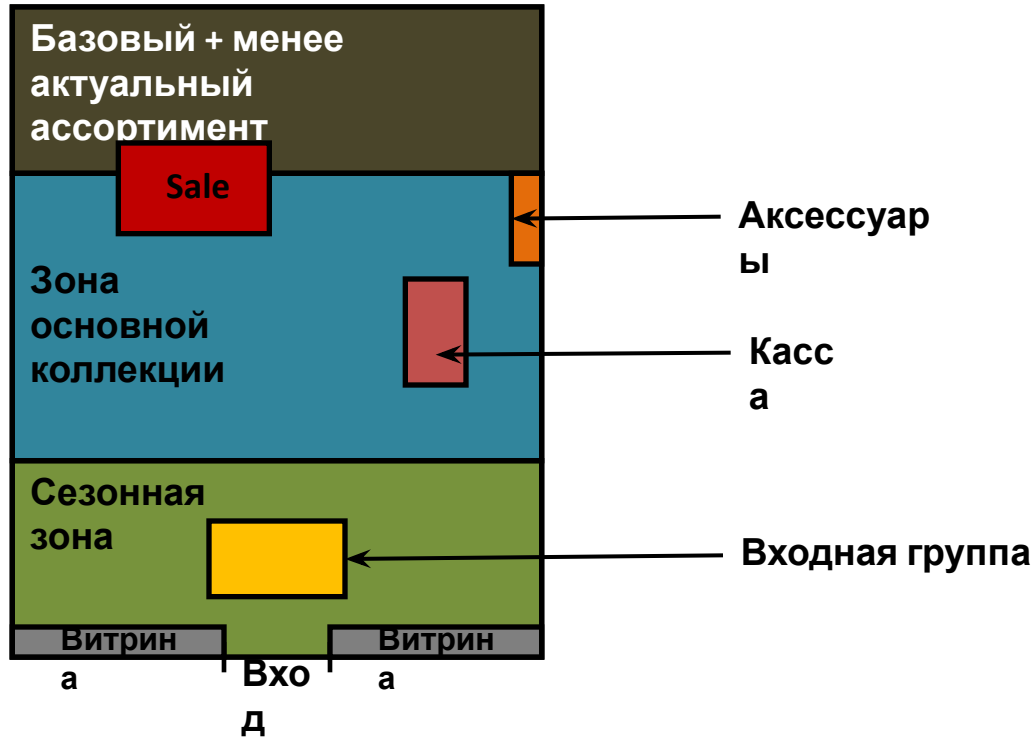 Базовый + менее
актуальный
ассортимент
Sale
Аксессуар
ы
Зона
основной
коллекции
Касс
а
Сезонная
зона
Входная группа
Витрин
а
Вхо
д
Витрин
а